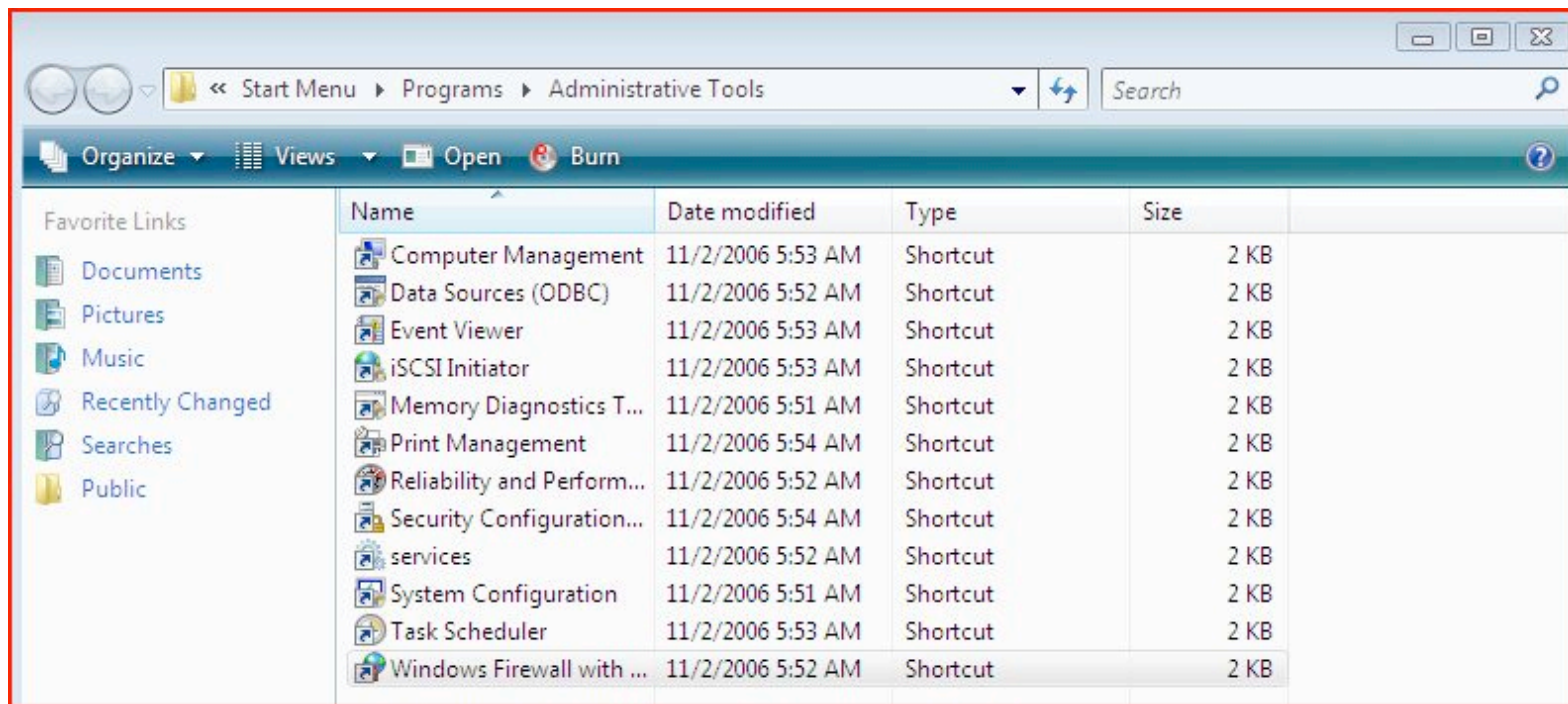 « Start Menu ▸ Programs ▸ Administrative Tools Search
Organize Views Open Burn
Favorite Links
Documents
Pictures
Music
Recently Changed
Searches
Public
Name Date modified Type Size
Computer Management 11/2/2006 5:53 AM Shortcut 2 KB
Data Sources (ODBC) 11/2/2006 5:52 AM Shortcut 2 KB
Event Viewer 11/2/2006 5:53 AM Shortcut 2 KB
iSCSI Initiator 11/2/2006 5:53 AM Shortcut 2 KB
Memory Diagnostics T... 11/2/2006 5:51 AM Shortcut 2 KB
Print Management 11/2/2006 5:54 AM Shortcut 2 KB
Reliability and Perform... 11/2/2006 5:52 AM Shortcut 2 KB
Security Configuration... 11/2/2006 5:54 AM Shortcut 2 KB
services 11/2/2006 5:52 AM Shortcut 2 KB
System Configuration 11/2/2006 5:51 AM Shortcut 2 KB
Task Scheduler 11/2/2006 5:53 AM Shortcut 2 KB
Windows Firewall with ... 11/2/2006 5:52 AM Shortcut 2 KB